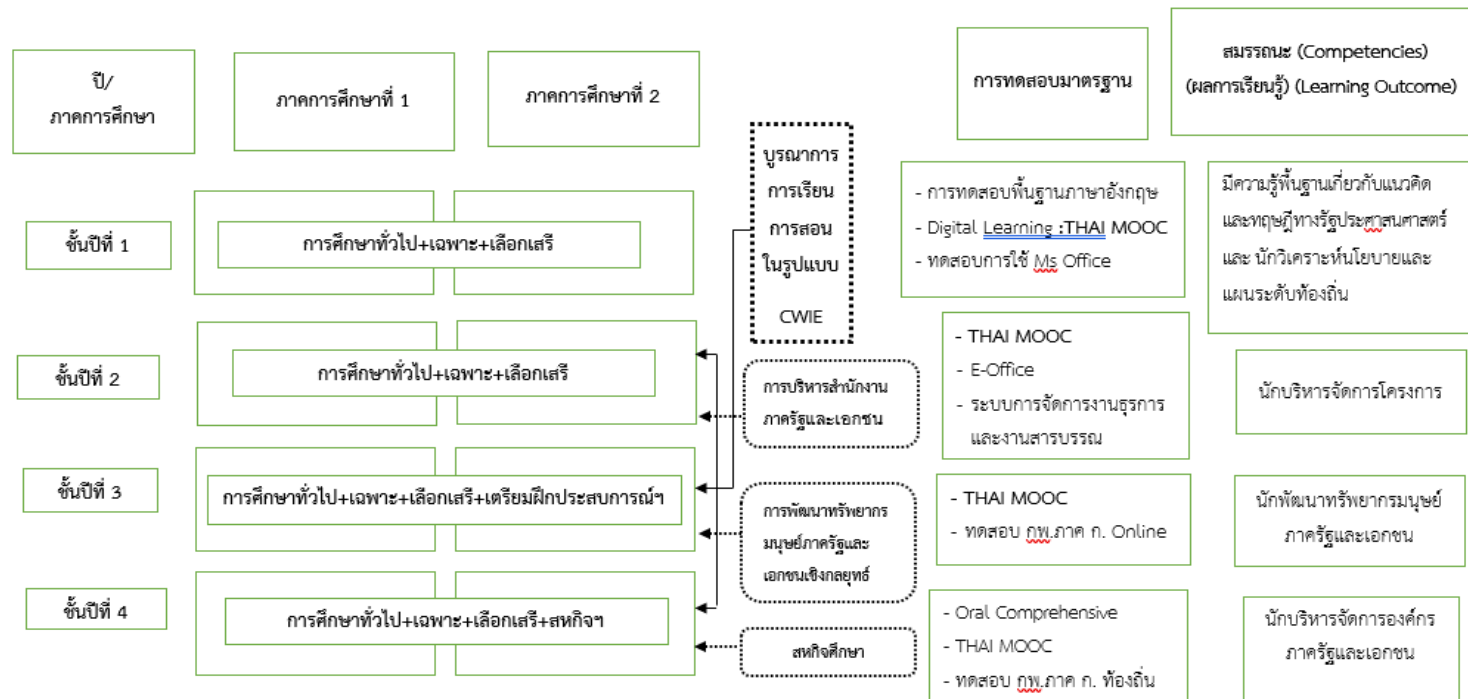 ปี/
ภาคการศึกษา
ภาคการศึกษาที่ 1
ภาคการศึกษาที่ 2
การทดสอบมาตรฐาน
สมรรถนะ (Competencies)
(ผลการเรียนรู้) (Learning Outcome)
บูรณาการ
การเรียน
การสอน
ในรูปแบบ
CWIE
ชั้นปีที่ 1
การศึกษาทั่วไป+เฉพาะ+เลือกเสรี
- การทดสอบพื้นฐานภาษาอังกฤษ
- Digital Learning :THAI MOOC
- ทดสอบการใช้ Ms Office
มีความรู้พื้นฐานเกี่ยวกับแนวคิด
และทฤษฎีทางรัฐประศาสนศาสตร์
และ นักวิเคราะห์นโยบายและ
แผนระดับท้องถิ่น
ชั้นปีที่ 2
การศึกษาทั่วไป+เฉพาะ+เลือกเสรี
การบริหารสำนักงาน
ภาครัฐและเอกชน
- THAI MOOC
- E-Office
- ระบบการจัดการงานธุรการ
และงานสารบรรณ
นักบริหารจัดการโครงการ
ชั้นปีที่ 3
การศึกษาทั่วไป+เฉพาะ+เลือกเสรี+เตรียมฝึกประสบการณ์ฯ
การพัฒนาทรัพยากร
มนุษย์ภาครัฐและ
เอกชนเชิงกลยุทธ์
- THAI MOOC
- ทดสอบ กพ.ภาค ก. Online
นักพัฒนาทรัพยากรมนุษย์
ภาครัฐและเอกชน
ชั้นปีที่ 4
การศึกษาทั่วไป+เฉพาะ+เลือกเสรี+สหกิจฯ
สหกิจศึกษา
- Oral Comprehensive
- THAI MOOC
- ทดสอบ กพ.ภาค ก. ท้องถิ่น
นักบริหารจัดการองค์กร
ภาครัฐและเอกชน